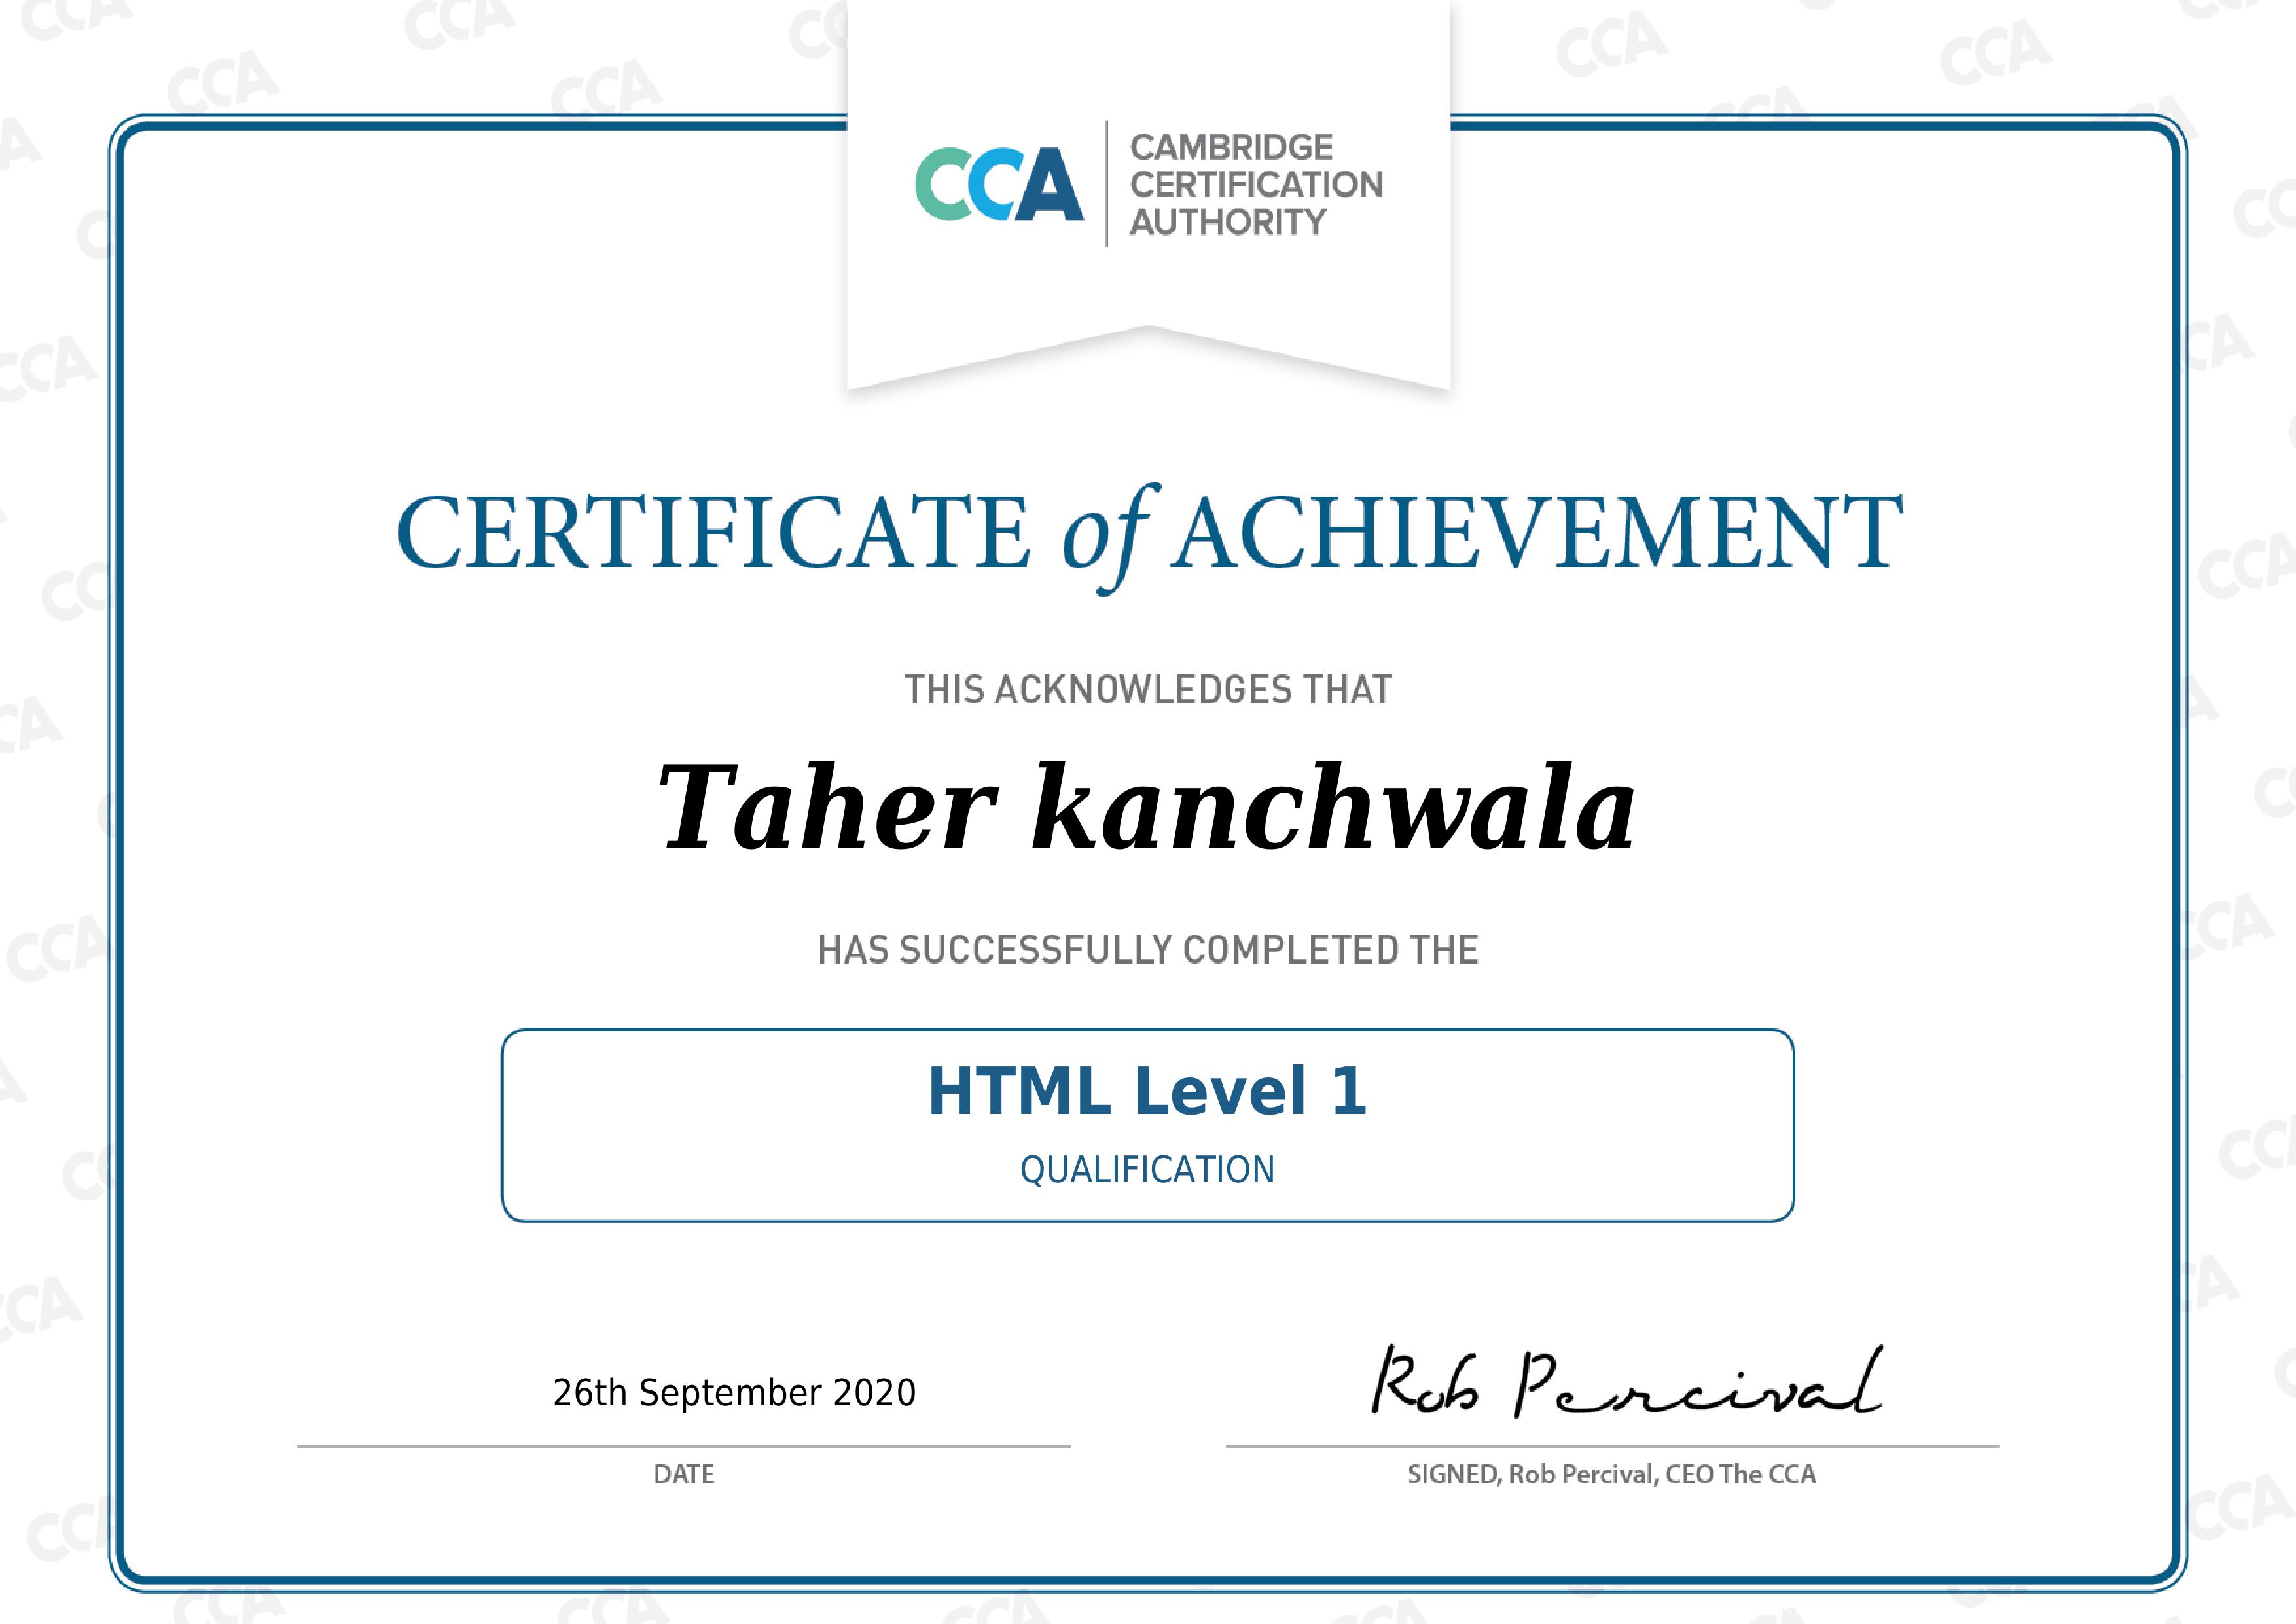 CCA
CAMBRIDGE
CERTIFICATION
AUTHORITY
CERTIFICATE of ACHIEVEMENT
THIS ACKNOWLEDGES THAT
Taher kanchwala
HAS SUCCESSFULLY COMPLETED THE
HTML Level 1
QUALIFICATION
26th September 2020
Rob Percival
DATE
SIGNED, Rob Percival, CEO The CCA